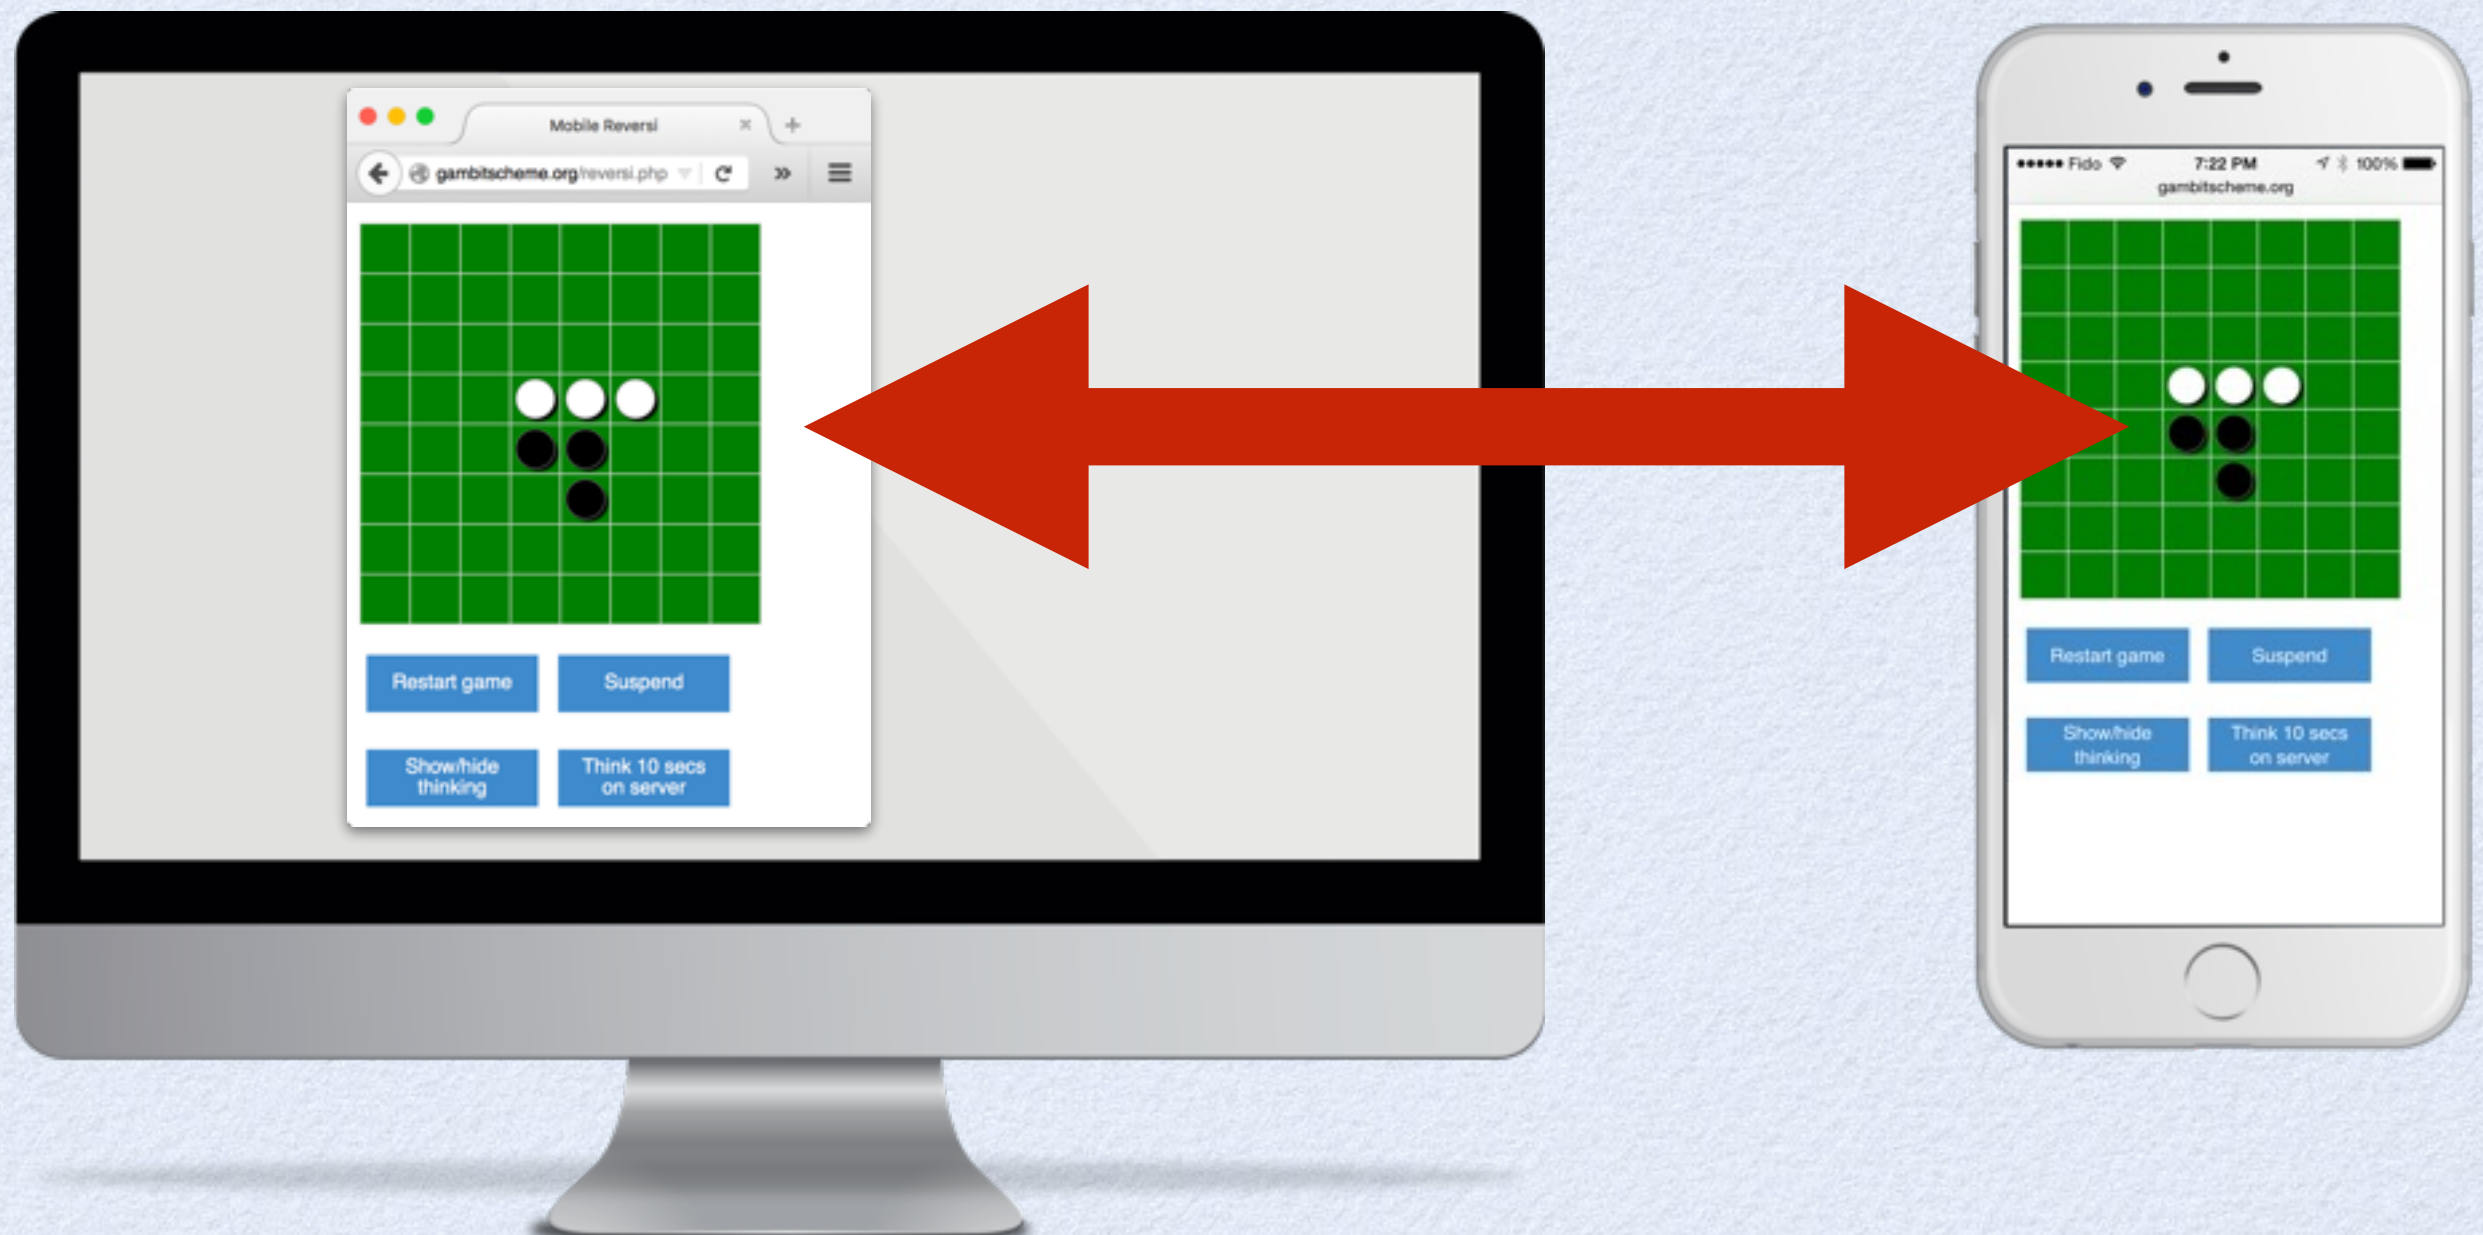 Mobile Reversi
gambitscheme.org/reversi.php
Restart game
Suspend
Show/hide
thinking
Think 10 secs
on server
Fido
7:22 PM
100%
gambitscheme.org
Restart game
Suspend
Show/hide
thinking
Think 10 secs
on server